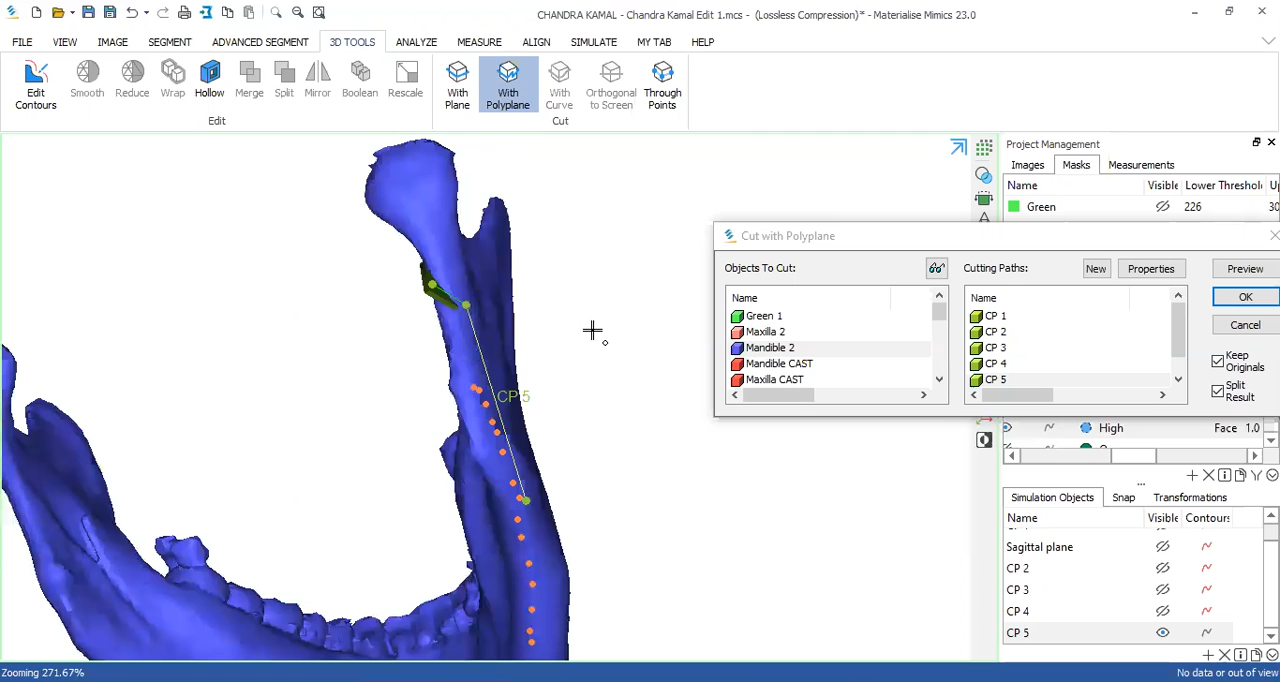 CHANDRA KAMAL - Chandra Kamal Edit 1.mcs - (Lossless Compression)* - Materialise Mimics 23.0
FILE VIEW IMAGE SEGMENT ADVANCED SEGMENT 3D TOOLS ANALYZE MEASURE ALIGN SIMULATE MY TAB HELP
Edit Contours Smooth Reduce Wrap Hollow Merge Split Mirror Boolean Rescale With Plane With Polyplane With Curve Orthogonal to Screen Through Points
Edit Cut
Project Management
Images Masks Measurements
Name Visible Lower Threshold
Green 226
Cut with Polyplane
Objects To Cut: Cutting Paths: New Properties Preview
Name Name
OK
Green 1 CP 1
Maxilla 2 CP 2
Cancel
Mandible 2 CP 3
Mandible CAST CP 4
Maxilla CAST CP 5
Keep Originals
Split Result
CP 5
High Face 1.0
Simulation Objects Snap Transformations
Name Visible Contours
Sagittal plane
CP 2
CP 3
CP 4
CP 5
Zooming 271.67% No data or out of view